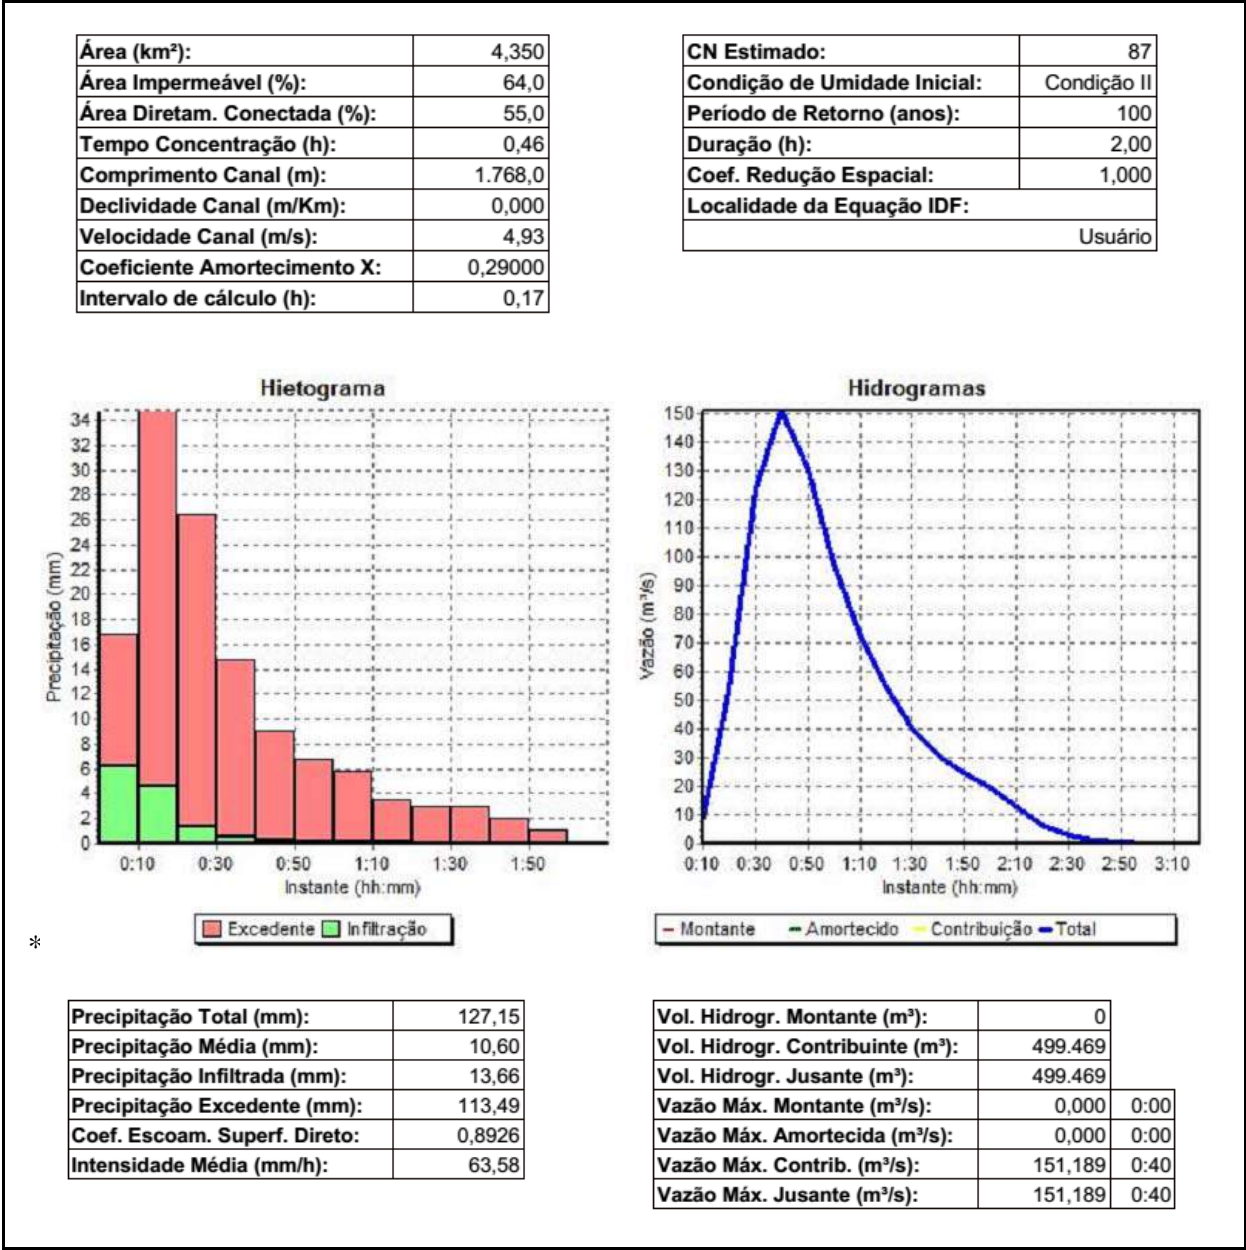 Área (km²): 4,350
Área Impermeável (%): 64,0
Área Diretam. Conectada (%): 55,0
Tempo Concentração (h): 0,46
Comprimento Canal (m): 1.768,0
Declividade Canal (m/Km): 0,000
Velocidade Canal (m/s): 4,93
Coeficiente Amortecimento X: 0,29000
Intervalo de cálculo (h): 0,17
CN Estimado: 87
Condição de Umidade Inicial: Condição II
Período de Retorno (anos): 100
Duração (h): 2,00
Coef. Redução Espacial: 1,000
Localidade da Equação IDF:
Usuário
Hietograma
34
32
30
28
26
24
22
20
18
16
14
12
10
8
6
4
2
0
Precipitação (mm)
0:10 0:30 0:50 1:10 1:30 1:50
Instante (hh:mm)
Excedente Infiltração
Hidrogramas
150
140
130
120
110
100
90
80
70
60
50
40
30
20
10
0
Vazão (m³/s)
0:10 0:30 0:50 1:10 1:30 1:50 2:10 2:30 2:50 3:10
Instante (hh:mm)
Montante Amortecido Contribuição Total
*
Precipitação Total (mm): 127,15
Precipitação Média (mm): 10,60
Precipitação Infiltrada (mm): 13,66
Precipitação Excedente (mm): 113,49
Coef. Escoam. Superf. Direto: 0,8926
Intensidade Média (mm/h): 63,58
Vol. Hidrogr. Montante (m³): 0
Vol. Hidrogr. Contribuinte (m³): 499.469
Vol. Hidrogr. Jusante (m³): 499.469
Vazão Máx. Montante (m³/s): 0,000 0:00
Vazão Máx. Amortecida (m³/s): 0,000 0:00
Vazão Máx. Contrib. (m³/s): 151,189 0:40
Vazão Máx. Jusante (m³/s): 151,189 0:40